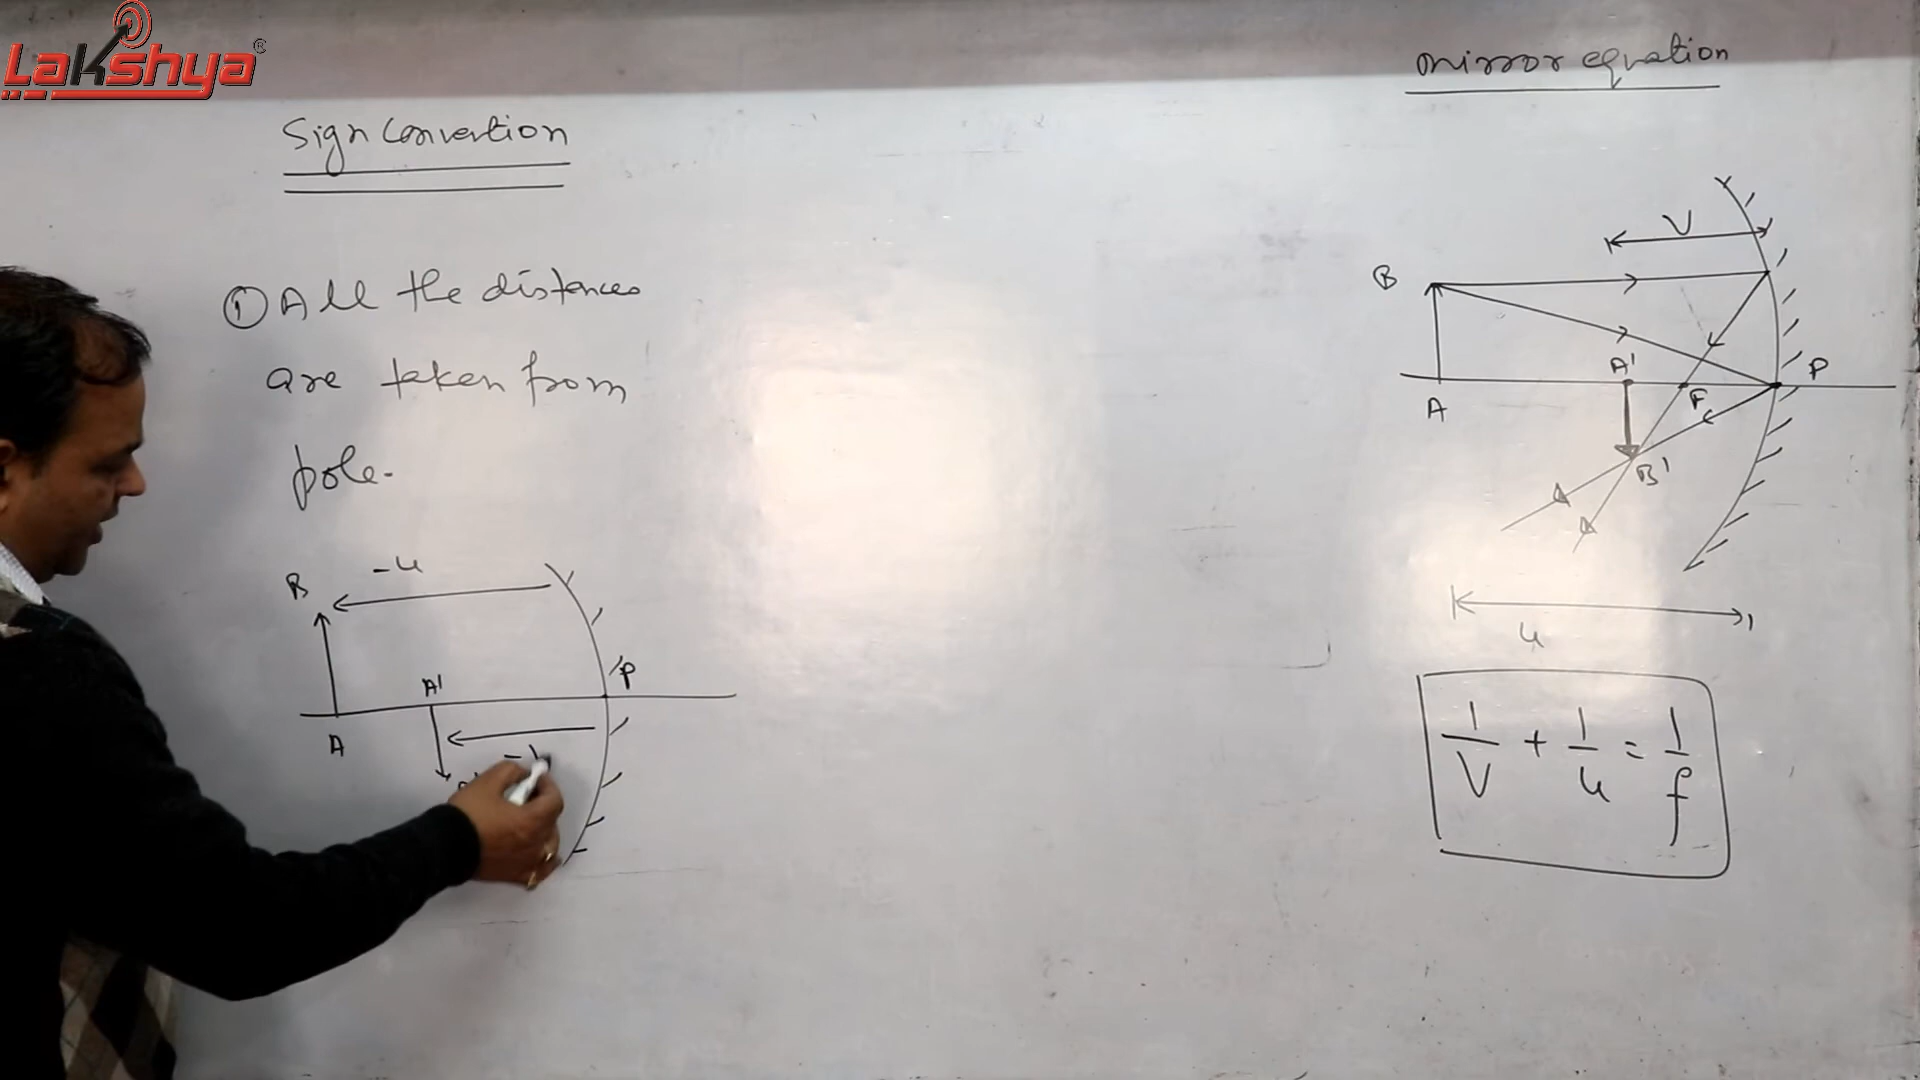 Lakshya®
Sign Convention
① All the distances
are taken from
pole.
-u
B
P
A'
A
mirror equation
V
B
A'
P
A
F
B'
u
1/V + 1/u = 1/f